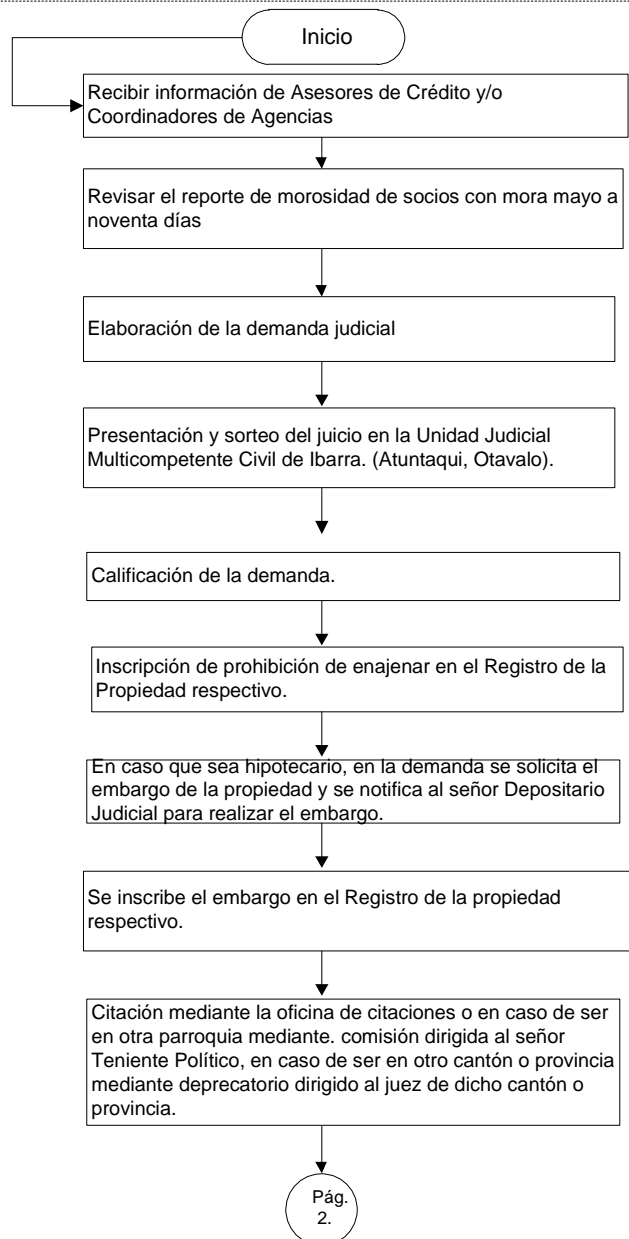 Inicio
Recibir información de Asesores de Crédito y/o
Coordinadores de Agencias
Revisar el reporte de morosidad de socios con mora mayo a
noventa días
Elaboración de la demanda judicial
Presentación y sorteo del juicio en la Unidad Judicial
Multicompetente Civil de Ibarra. (Atuntaqui, Otavalo).
Calificación de la demanda.
Inscripción de prohibición de enajenar en el Registro de la
Propiedad respectivo.
En caso que sea hipotecario, en la demanda se solicita el
embargo de la propiedad y se notifica al señor Depositario
Judicial para realizar el embargo.
Se inscribe el embargo en el Registro de la propiedad
respectivo.
Citación mediante la oficina de citaciones o en caso de ser
en otra parroquia mediante. comisión dirigida al señor
Teniente Político, en caso de ser en otro cantón o provincia
mediante deprecatorio dirigido al juez de dicho cantón o
provincia.
Pág.
2.